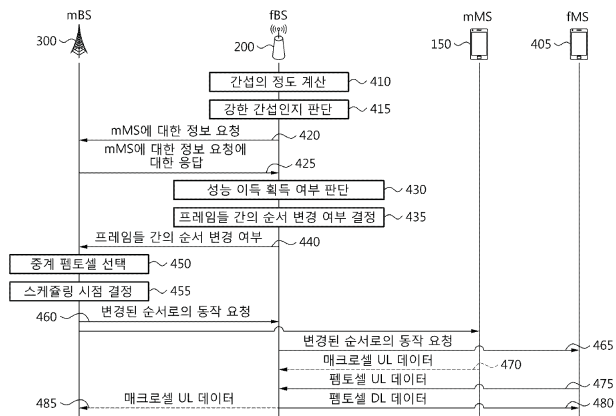 mBS
fBS
mMS
fMS
300
200
150
405
간섭의 정도 계산
410
강한 간섭인지 판단
415
mMS에 대한 정보 요청
420
mMS에 대한 정보 요청에
대한 응답
425
성능 이득 획득 여부 판단
430
프레임들 간의 순서 변경 여부 결정
435
프레임들 간의 순서 변경 여부
440
중계 펨토셀 선택
450
스케쥴링 시점 결정
455
460
변경된 순서로의 동작 요청
변경된 순서로의 동작 요청
465
매크로셀 UL 데이터
470
펨토셀 UL 데이터
475
485
매크로셀 UL 데이터
펨토셀 DL 데이터
480